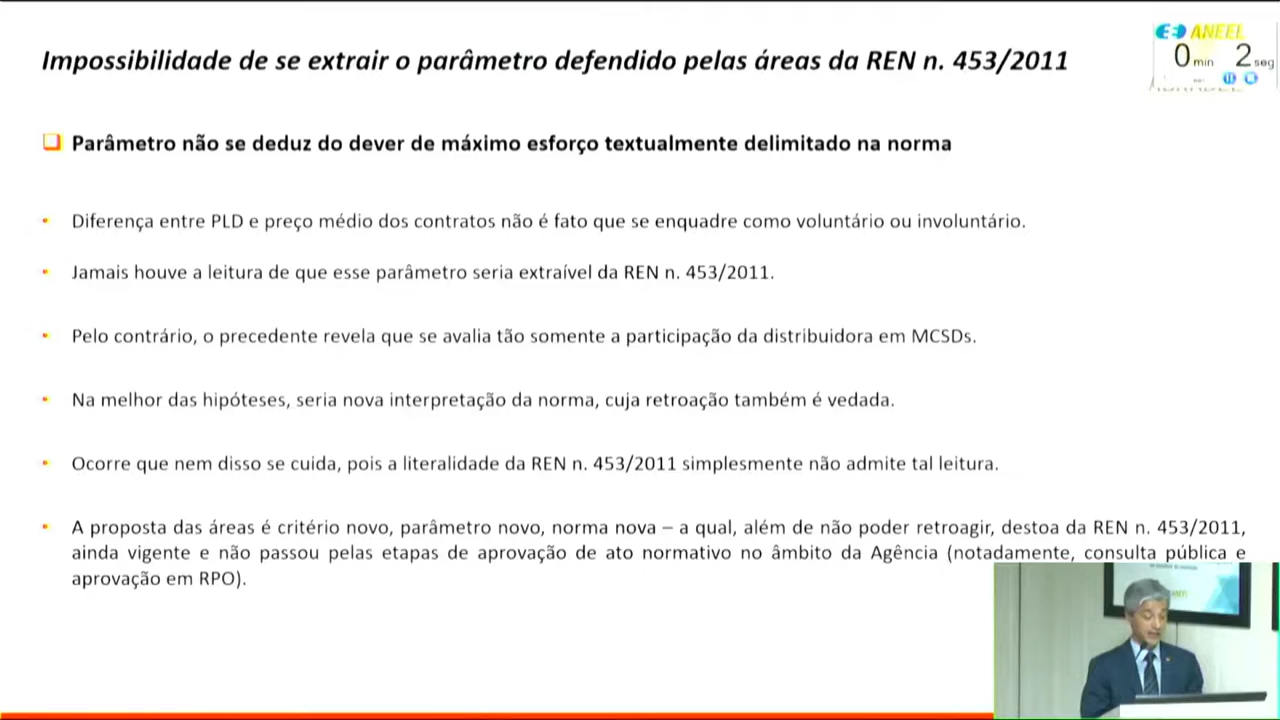 Impossibilidade de se extrair o parâmetro defendido pelas áreas da REN n. 453/2011
ANEEL
0 min 2 seg
Parâmetro não se deduz do dever de máximo esforço textualmente delimitado na norma
• Diferença entre PLD e preço médio dos contratos não é fato que se enquadre como voluntário ou involuntário.
• Jamais houve a leitura de que esse parâmetro seria extraível da REN n. 453/2011.
• Pelo contrário, o precedente revela que se avalia tão somente a participação da distribuidora em MCSDs.
• Na melhor das hipóteses, seria nova interpretação da norma, cuja retroação também é vedada.
• Ocorre que nem disso se cuida, pois a literalidade da REN n. 453/2011 simplesmente não admite tal leitura.
• A proposta das áreas é critério novo, parâmetro novo, norma nova – a qual, além de não poder retroagir, destoa da REN n. 453/2011,
ainda vigente e não passou pelas etapas de aprovação de ato normativo no âmbito da Agência (notadamente, consulta pública e
aprovação em RPO).